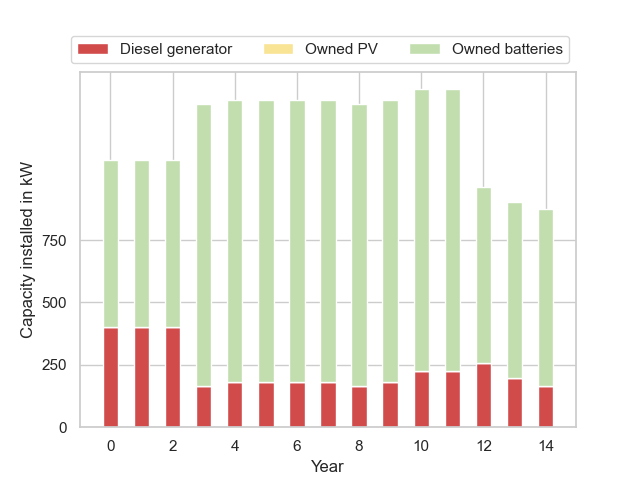 Diesel generator Owned PV Owned batteries
Capacity installed in kW
750
500
250
0
0 2 4 6 8 10 12 14
Year